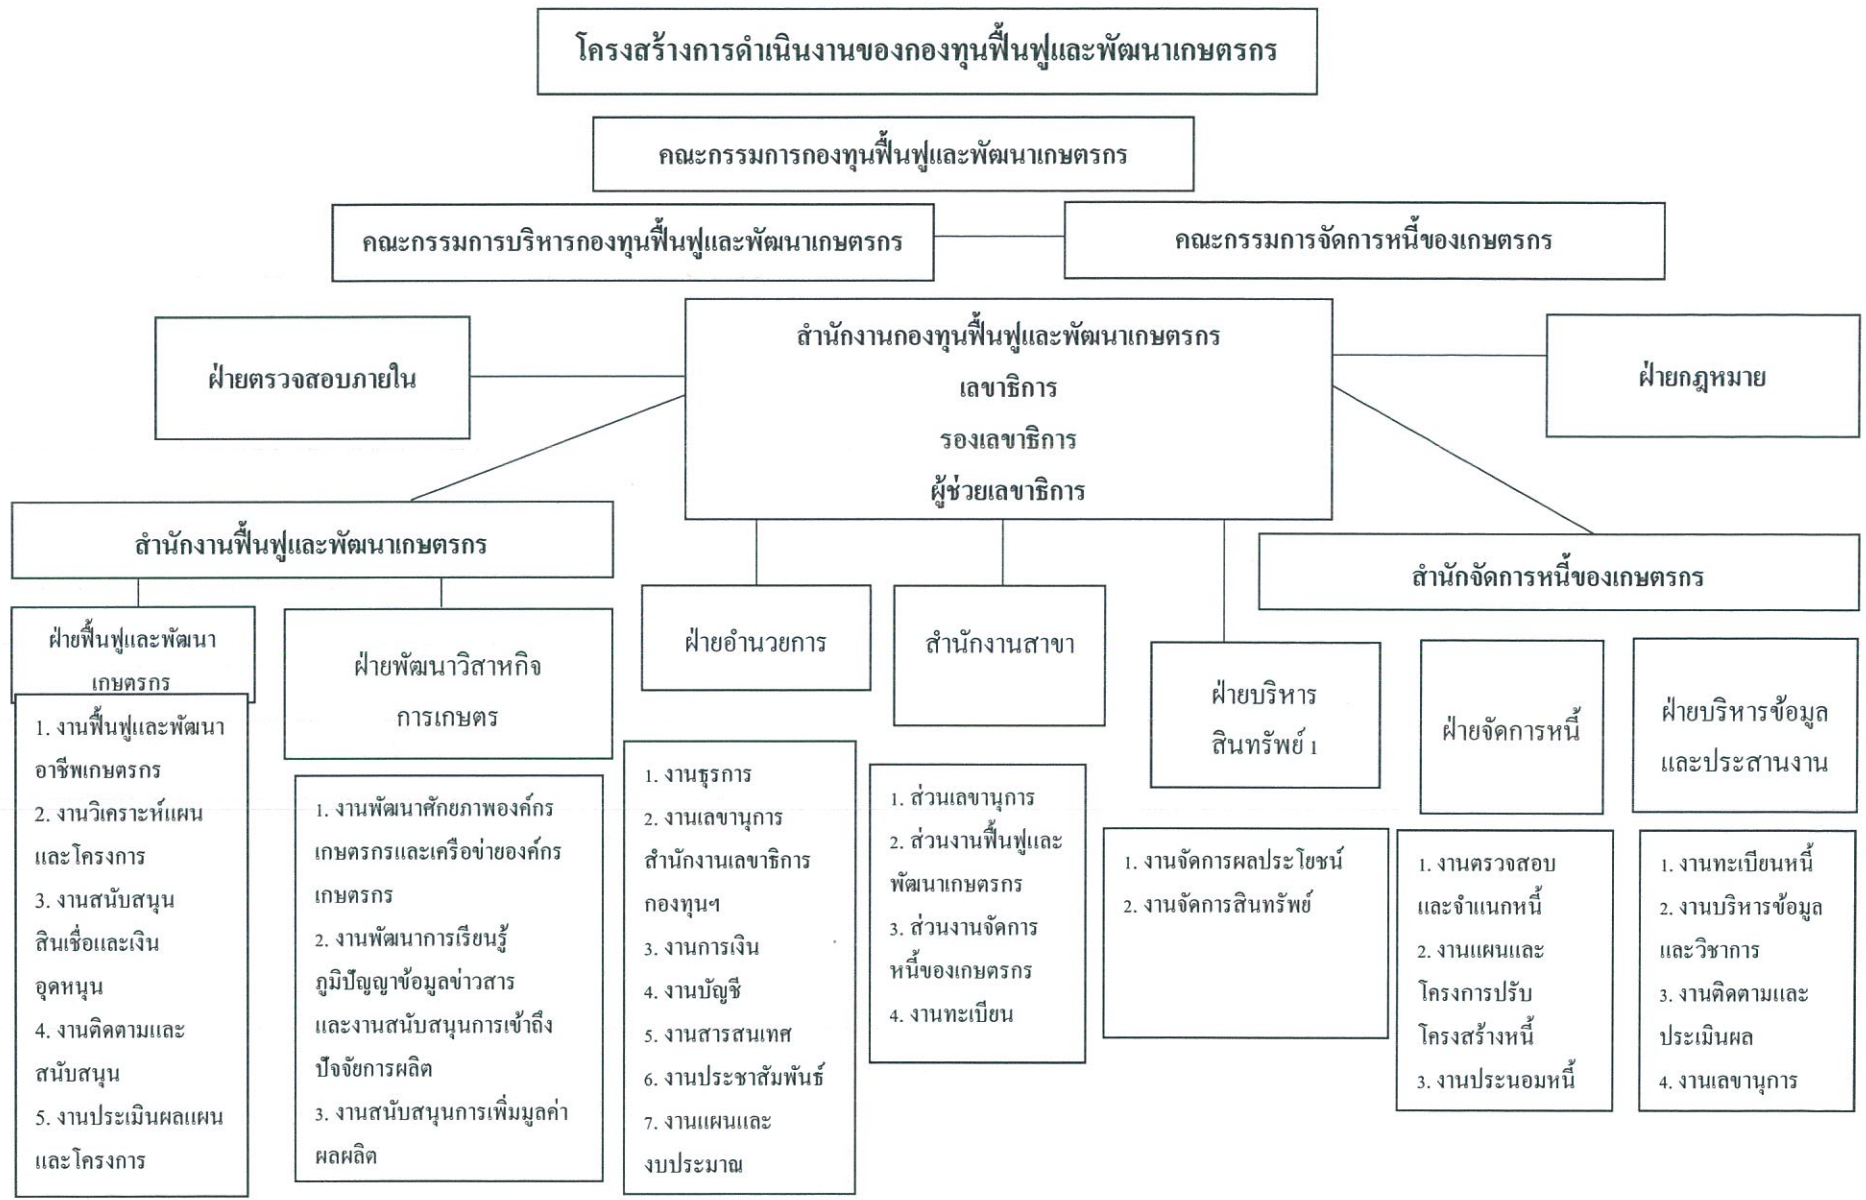 โครงสร้างการดำเนินงานของกองทุนฟื้นฟูและพัฒนาเกษตรกร
คณะกรรมการกองทุนฟื้นฟูและพัฒนาเกษตรกร
คณะกรรมการบริหารกองทุนฟื้นฟูและพัฒนาเกษตรกร
คณะกรรมการจัดการหนี้ของเกษตรกร
ฝ่ายตรวจสอบภายใน
สำนักงานกองทุนฟื้นฟูและพัฒนาเกษตรกร
เลขาธิการ
รองเลขาธิการ
ผู้ช่วยเลขาธิการ
ฝ่ายกฎหมาย
สำนักงานฟื้นฟูและพัฒนาเกษตรกร
สำนักจัดการหนี้ของเกษตรกร
ฝ่ายฟื้นฟูและพัฒนา
เกษตรกร
1. งานฟื้นฟูและพัฒนา
อาชีพเกษตรกร
2. งานวิเคราะห์แผน
และโครงการ
3. งานสนับสนุน
สินเชื่อและเงิน
อุดหนุน
4. งานติดตามและ
สนับสนุน
5. งานประเมินผลแผน
และโครงการ
ฝ่ายพัฒนาวิสาหกิจ
การเกษตร
1. งานพัฒนาศักยภาพองค์กร
เกษตรกรและเครือข่ายองค์กร
เกษตรกร
2. งานพัฒนาการเรียนรู้
ภูมิปัญญาข้อมูลข่าวสาร
และงานสนับสนุนการเข้าถึง
ปัจจัยการผลิต
3. งานสนับสนุนการเพิ่มมูลค่า
ผลผลิต
ฝ่ายอำนวยการ
1. งานธุรการ
2. งานเลขานุการ
สำนักงานเลขาธิการ
กองทุนฯ
3. งานการเงิน
4. งานบัญชี
5. งานสารสนเทศ
6. งานประชาสัมพันธ์
7. งานแผนและ
งบประมาณ
สำนักงานสาขา
1. ส่วนเลขานุการ
2. ส่วนงานฟื้นฟูและ
พัฒนาเกษตรกร
3. ส่วนงานจัดการ
หนี้ของเกษตรกร
4. งานทะเบียน
ฝ่ายบริหาร
สินทรัพย์ 1
1. งานจัดการผลประโยชน์
2. งานจัดการสินทรัพย์
ฝ่ายจัดการหนี้
1. งานตรวจสอบ
และจำแนกหนี้
2. งานแผนและ
โครงการปรับ
โครงสร้างหนี้
3. งานประนอมหนี้
ฝ่ายบริหารข้อมูล
และประสานงาน
1. งานทะเบียนหนี้
2. งานบริหารข้อมูล
และวิชาการ
3. งานติดตามและ
ประเมินผล
4. งานเลขานุการ